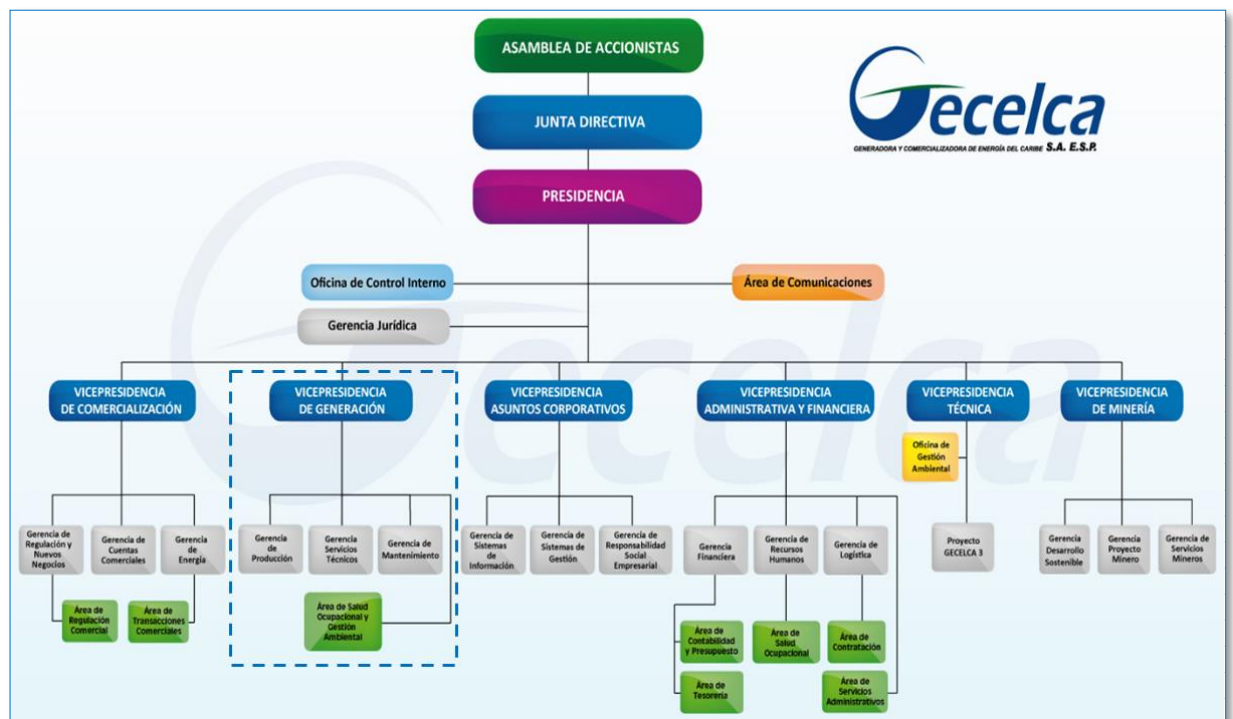 ASAMBLEA DE ACCIONISTAS
Gecelca
GENERADORA Y COMERCIALIZADORA DE ENERGÍA DEL CARIBE S.A. E.S.P.
JUNTA DIRECTIVA
PRESIDENCIA
Oficina de Control Interno
Área de Comunicaciones
Gerencia Jurídica
VICEPRESIDENCIA
DE COMERCIALIZACIÓN
VICEPRESIDENCIA
DE GENERACIÓN
VICEPRESIDENCIA
ASUNTOS CORPORATIVOS
VICEPRESIDENCIA
ADMINISTRATIVA Y FINANCIERA
VICEPRESIDENCIA
TÉCNICA
VICEPRESIDENCIA
DE MINERÍA
Oficina de
Gestión
Ambiental
Gerencia de
Regulación y
Nuevos
Negocios
Gerencia de
Cuentas
Comerciales
Gerencia
de
Energía
Gerencia
de
Producción
Gerencia
Servicios
Técnicos
Gerencia de
Mantenimiento
Gerencia de
Sistemas
de
Información
Gerencia de
Sistemas de
Gestión
Gerencia de
Responsabilidad
Social
Empresarial
Gerencia
Financiera
Gerencia de
Recursos
Humanos
Gerencia de
Logística
Proyecto
GECELCA 3
Gerencia
Desarrollo
Sostenible
Gerencia
Proyecto
Minero
Gerencia
de Servicios
Mineros
Área de
Regulación
Comercial
Área de
Transacciones
Comerciales
Área de Salud
Ocupacional y
Gestión
Ambiental
Área de
Contabilidad
y Presupuesto
Área de
Salud
Ocupacional
Área de
Contratación
Área de
Tesorería
Área de
Servicios
Administrativos
Gecelca